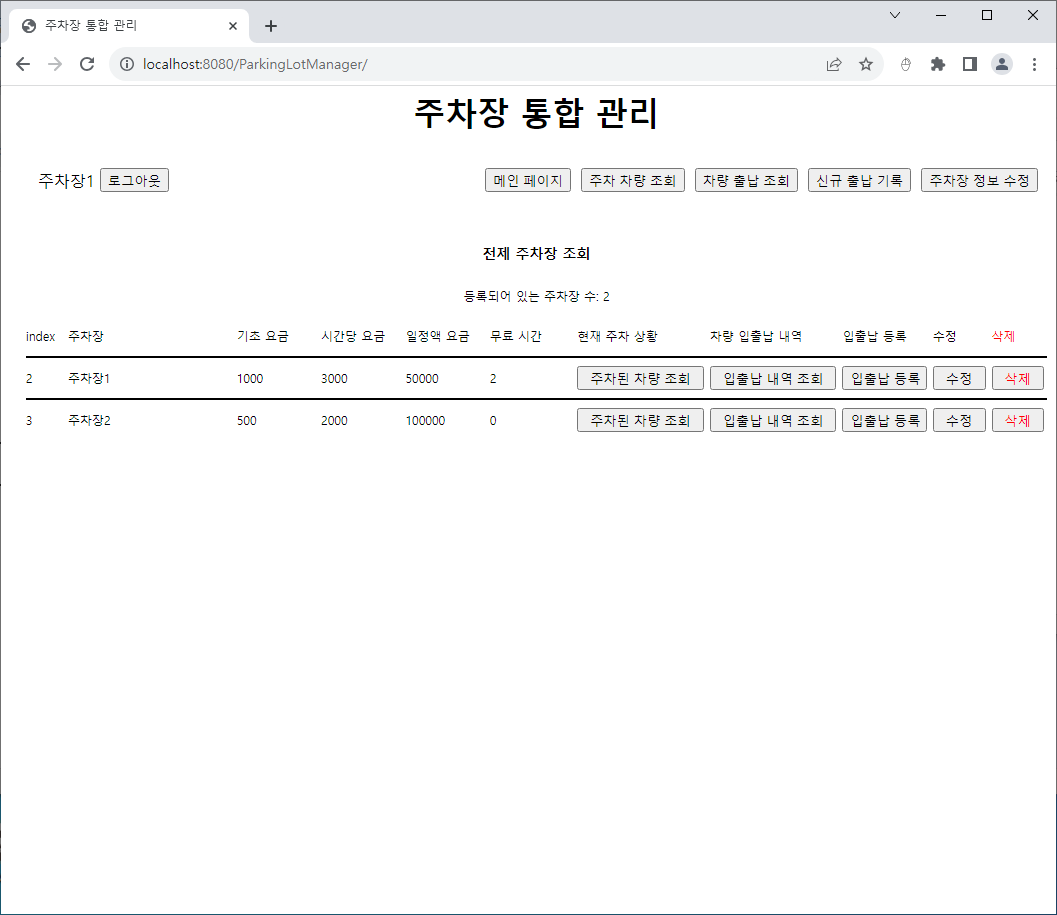 주차장 통합 관리
localhost:8080/ParkingLotManager/
주차장 통합 관리
주차장1 로그아웃 메인 페이지 주차 차량 조회 차량 출납 조회 신규 출납 기록 주차장 정보 수정
전제 주차장 조회
등록되어 있는 주차장 수: 2
index 주차장 기초 요금 시간당 요금 일정액 요금 무료 시간 현재 주차 상황 차량 입출납 내역 입출납 등록 수정 삭제
2 주차장1 1000 3000 50000 2 주차된 차량 조회 입출납 내역 조회 입출납 등록 수정 삭제
3 주차장2 500 2000 100000 0 주차된 차량 조회 입출납 내역 조회 입출납 등록 수정 삭제